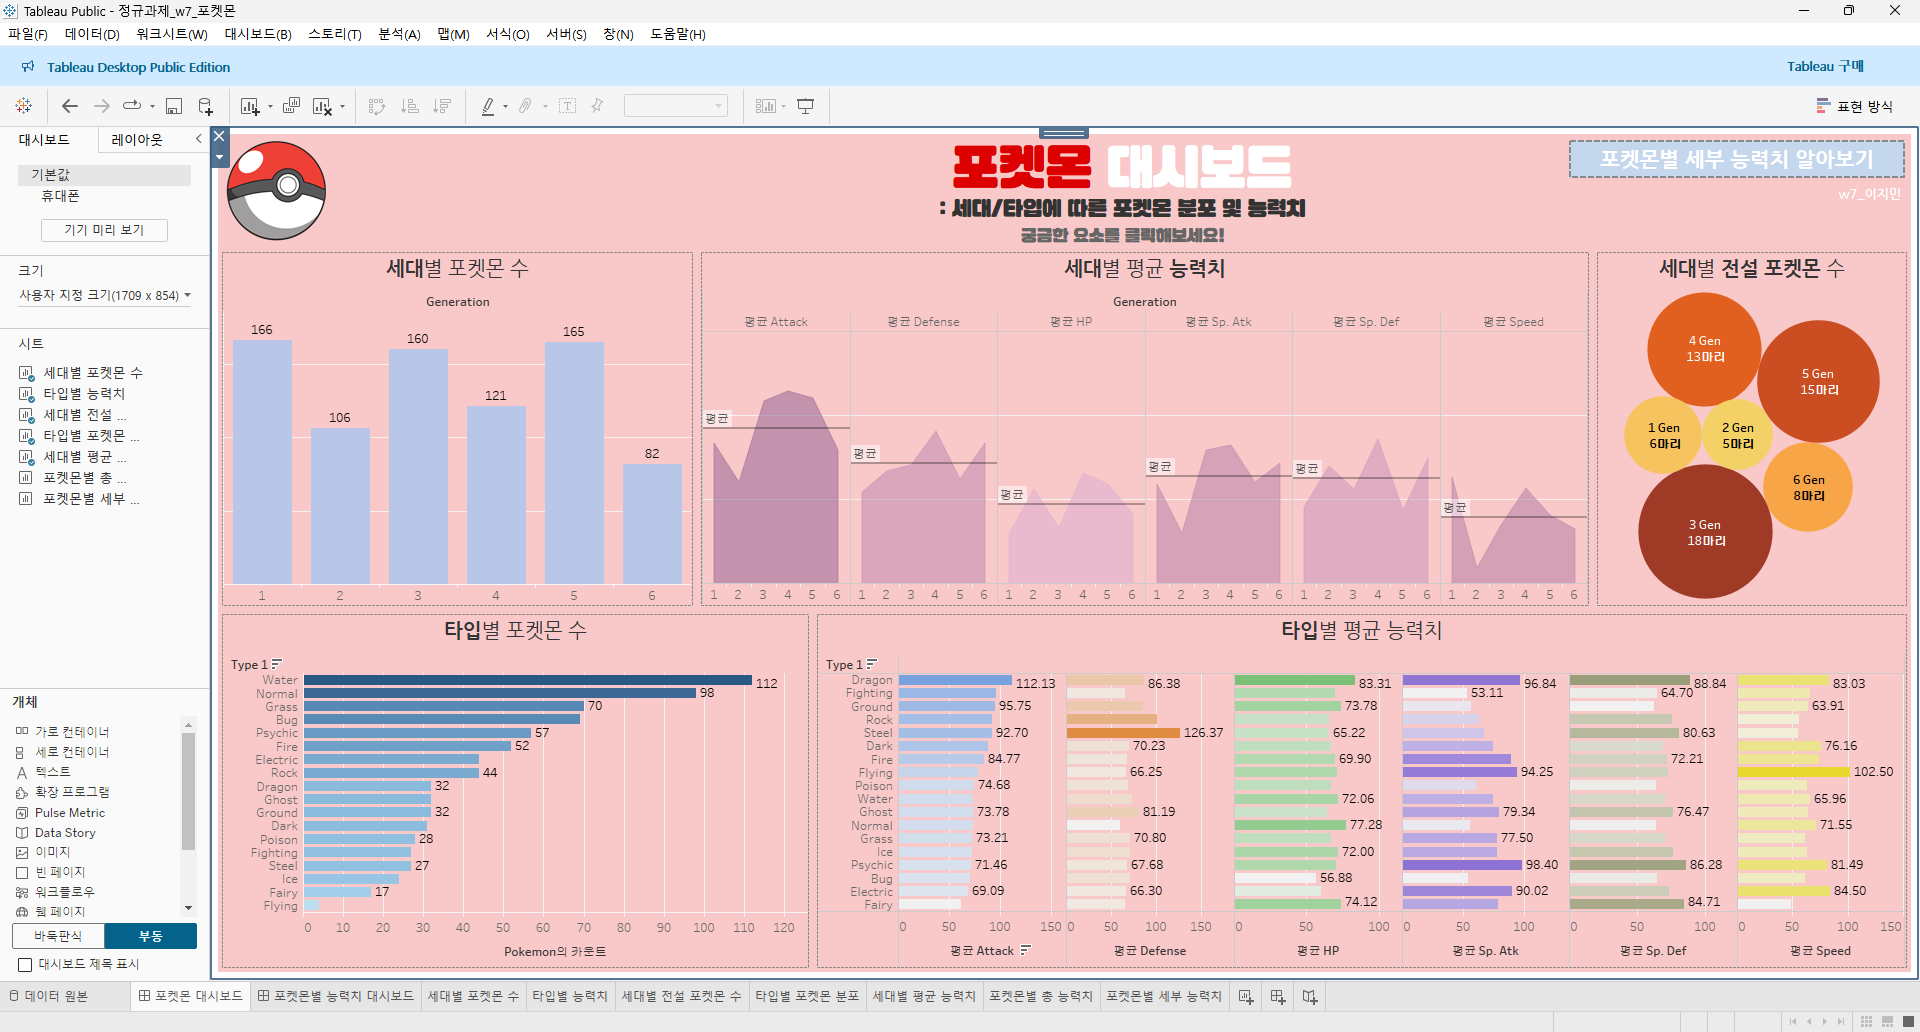 Tableau Public - 정규과제_w7_포켓몬
파일(F) 데이터(D) 워크시트(W) 대시보드(B) 스토리(T) 분석(A) 맵(M) 서식(O) 서버(S) 창(N) 도움말(H)
Tableau Desktop Public Edition
Tableau 구매
표현 방식
대시보드 레이아웃
기본값
휴대폰
기기 미리 보기
크기
사용자 지정 크기(1709 x 854)
시트
세대별 포켓몬 수
타입별 능력치
세대별 전설 ...
타입별 포켓몬 ...
세대별 평균 ...
포켓몬별 총 ...
포켓몬별 세부 ...
개체
가로 컨테이너
세로 컨테이너
텍스트
확장 프로그램
Pulse Metric
Data Story
이미지
빈 페이지
워크플로우
웹 페이지
바둑판식 부동
대시보드 제목 표시
포켓몬 대시보드
: 세대/타입에 따른 포켓몬 분포 및 능력치
궁금한 요소를 클릭해보세요!
포켓몬별 세부 능력치 알아보기
w7_이지민
세대별 포켓몬 수
Generation
166
106
160
121
165
82
1 2 3 4 5 6
세대별 평균 능력치
Generation
평균 Attack 평균 Defense 평균 HP 평균 Sp. Atk 평균 Sp. Def 평균 Speed
평균
평균
평균
평균
평균
평균
1 2 3 4 5 6 1 2 3 4 5 6 1 2 3 4 5 6 1 2 3 4 5 6 1 2 3 4 5 6 1 2 3 4 5 6
세대별 전설 포켓몬 수
4 Gen
13마리
5 Gen
15마리
1 Gen
6마리
2 Gen
5마리
6 Gen
8마리
3 Gen
18마리
타입별 포켓몬 수
Type 1
Water 112
Normal 98
Grass 70
Bug
Psychic 57
Fire 52
Electric
Rock 44
Dragon 32
Ghost
Ground 32
Dark
Poison 28
Fighting
Steel 27
Ice
Fairy 17
Flying
0 10 20 30 40 50 60 70 80 90 100 110 120
Pokemon의 카운트
타입별 평균 능력치
Type 1
Dragon 112.13 86.38 83.31 96.84 88.84 83.03
Fighting 53.11 64.70
Ground 95.75 73.78 63.91
Rock
Steel 92.70 126.37 65.22 80.63
Dark 70.23 76.16
Fire 84.77 69.90 72.21
Flying 66.25 94.25 102.50
Poison 74.68
Water 72.06 65.96
Ghost 73.78 81.19 79.34 76.47
Normal 77.28 71.55
Grass 73.21 70.80 77.50
Ice 72.00
Psychic 71.46 67.68 98.40 86.28 81.49
Bug 56.88
Electric 69.09 66.30 90.02 84.50
Fairy 74.12 84.71
0 50 100 150 0 50 100 150 0 50 100 0 50 100 0 50 100 0 50 100 150
평균 Attack 평균 Defense 평균 HP 평균 Sp. Atk 평균 Sp. Def 평균 Speed
데이터 원본 포켓몬 대시보드 포켓몬별 능력치 대시보드 세대별 포켓몬 수 타입별 능력치 세대별 전설 포켓몬 수 타입별 포켓몬 분포 세대별 평균 능력치 포켓몬별 총 능력치 포켓몬별 세부 능력치